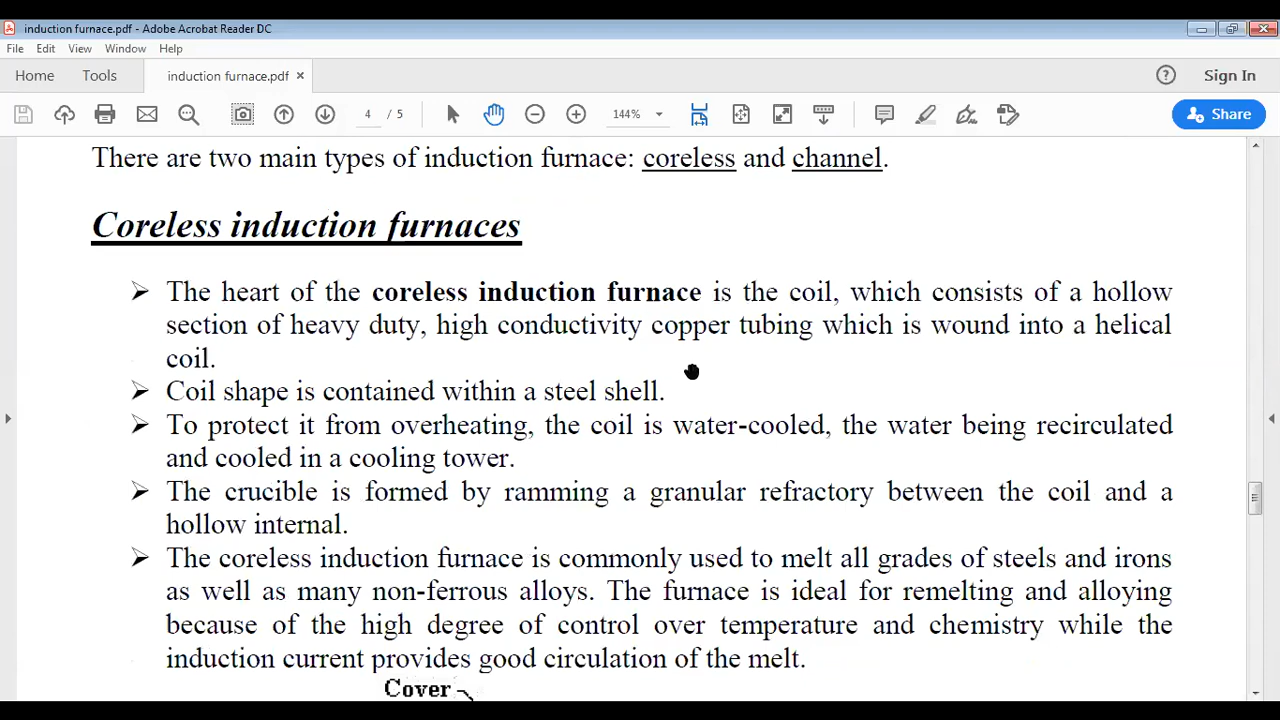 induction furnace.pdf - Adobe Acrobat Reader DC
File Edit View Window Help
Home Tools induction furnace.pdf × ? Sign In
4 / 5 144% Share
There are two main types of induction furnace: coreless and channel.
Coreless induction furnaces
➢ The heart of the coreless induction furnace is the coil, which consists of a hollow
section of heavy duty, high conductivity copper tubing which is wound into a helical
coil.
➢ Coil shape is contained within a steel shell.
➢ To protect it from overheating, the coil is water-cooled, the water being recirculated
and cooled in a cooling tower.
➢ The crucible is formed by ramming a granular refractory between the coil and a
hollow internal.
➢ The coreless induction furnace is commonly used to melt all grades of steels and irons
as well as many non-ferrous alloys. The furnace is ideal for remelting and alloying
because of the high degree of control over temperature and chemistry while the
induction current provides good circulation of the melt.
Cover